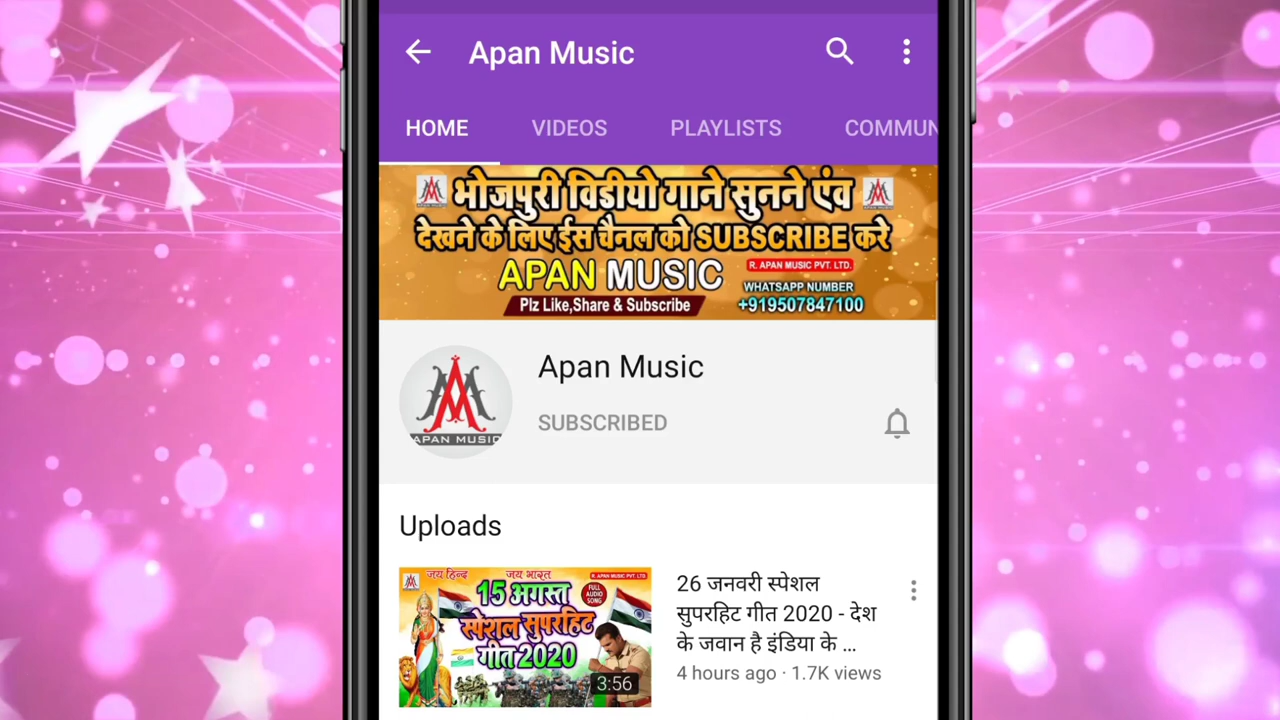 Apan Music
HOME VIDEOS PLAYLISTS COMMUN
भोजपुरी विडीयो गाने सुनने एंव
देखने के लिए ईस चैनल को SUBSCRIBE करे
APAN MUSIC
R. APAN MUSIC PVT. LTD.
Plz Like,Share & Subscribe
WHATSAPP NUMBER
+919507847100
APAN MUSIC
Apan Music
SUBSCRIBED
Uploads
जय हिन्द जय भारत
R. APAN MUSIC PVT. LTD
15 अगस्त
FULL
AUDIO
SONG
स्पेशल सुपरहिट
गीत 2020
3:56
26 जनवरी स्पेशल
सुपरहिट गीत 2020 - देश
के जवान है इंडिया के ...
4 hours ago · 1.7K views